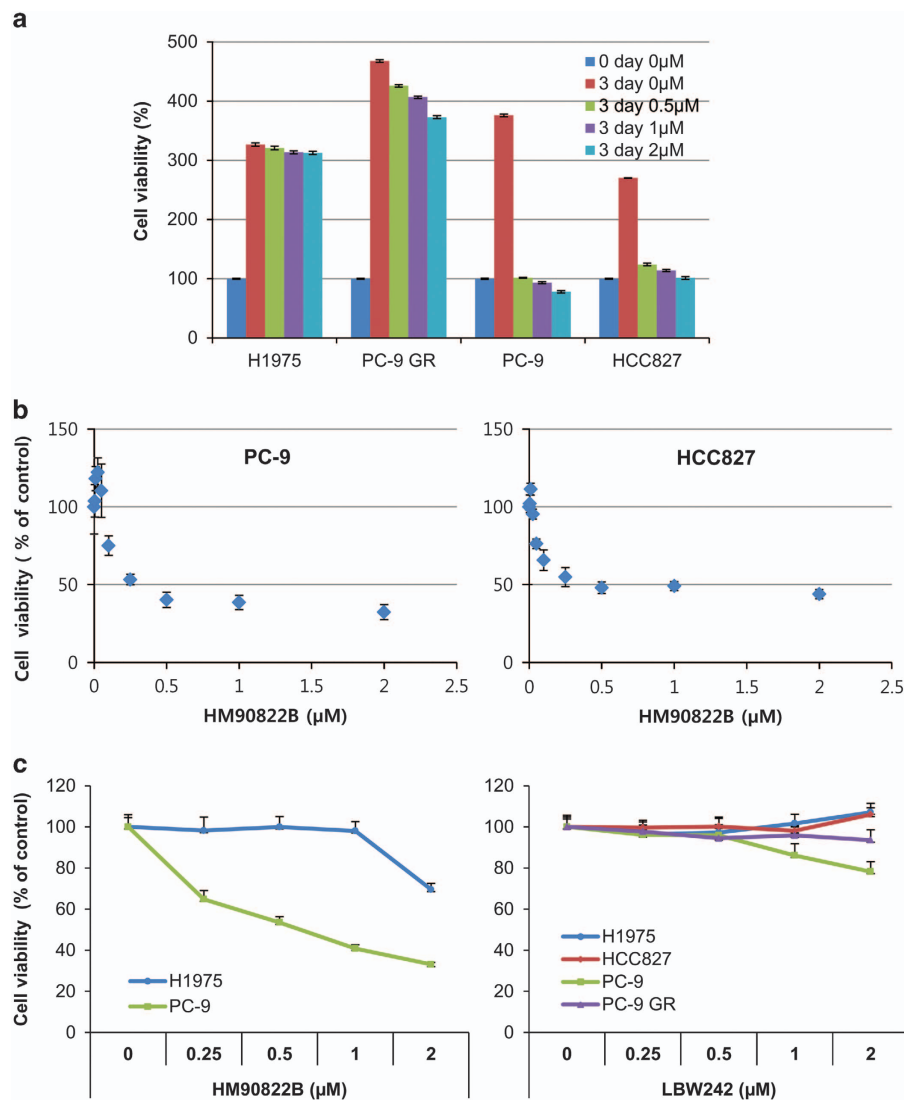 a
Cell viability (%)
500
400
300
200
100
0
0 day 0µM
3 day 0µM
3 day 0.5µM
3 day 1µM
3 day 2µM
H1975 PC-9 GR PC-9 HCC827
b
Cell viability ( % of control)
150
100
50
0
PC-9
0 0.5 1 1.5 2 2.5
HM90822B (µM)
150
100
50
0
HCC827
0 0.5 1 1.5 2 2.5
HM90822B (µM)
c
Cell viability (% of control)
120
100
80
60
40
20
0
H1975
PC-9
0 0.25 0.5 1 2
HM90822B (µM)
Cell viability (% of control)
120
100
80
60
40
20
0
H1975
HCC827
PC-9
PC-9 GR
0 0.25 0.5 1 2
LBW242 (µM)